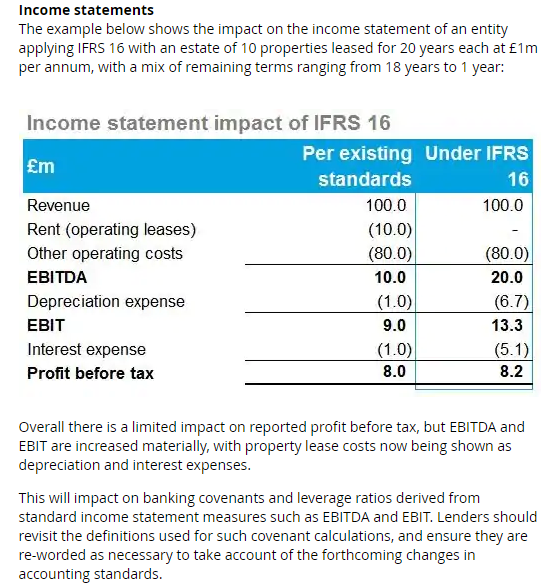 Income statements
The example below shows the impact on the income statement of an entity
applying IFRS 16 with an estate of 10 properties leased for 20 years each at £1m
per annum, with a mix of remaining terms ranging from 18 years to 1 year:
Income statement impact of IFRS 16
£m Per existing standards Under IFRS 16
Revenue 100.0 100.0
Rent (operating leases) (10.0) -
Other operating costs (80.0) (80.0)
EBITDA 10.0 20.0
Depreciation expense (1.0) (6.7)
EBIT 9.0 13.3
Interest expense (1.0) (5.1)
Profit before tax 8.0 8.2
Overall there is a limited impact on reported profit before tax, but EBITDA and
EBIT are increased materially, with property lease costs now being shown as
depreciation and interest expenses.
This will impact on banking covenants and leverage ratios derived from
standard income statement measures such as EBITDA and EBIT. Lenders should
revisit the definitions used for such covenant calculations, and ensure they are
re-worded as necessary to take account of the forthcoming changes in
accounting standards.